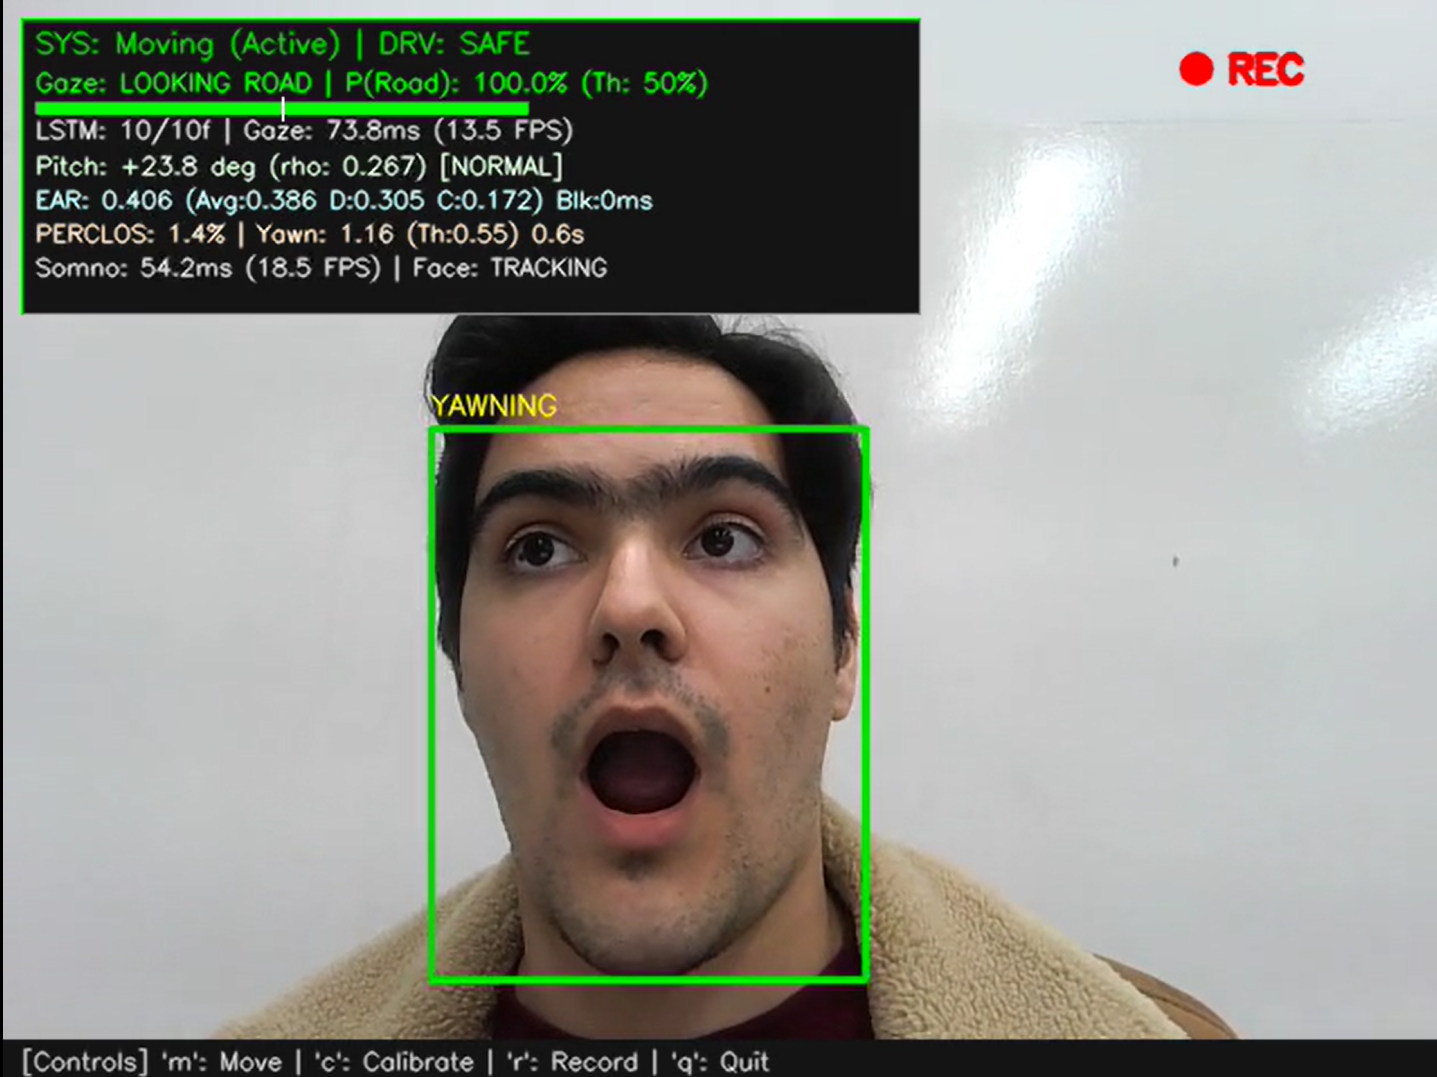 SYS: Moving (Active) | DRV: SAFE
Gaze: LOOKING ROAD | P(Road): 100.0% (Th: 50%)
LSTM: 10/10f | Gaze: 73.8ms (13.5 FPS)
Pitch: +23.8 deg (rho: 0.267) [NORMAL]
EAR: 0.406 (Avg:0.386 D:0.305 C:0.172) Blk:0ms
PERCLOS: 1.4% | Yawn: 1.16 (Th:0.55) 0.6s
Somno: 54.2ms (18.5 FPS) | Face: TRACKING
REC
YAWNING
[Controls] 'm': Move | 'c': Calibrate | 'r': Record | 'q': Quit